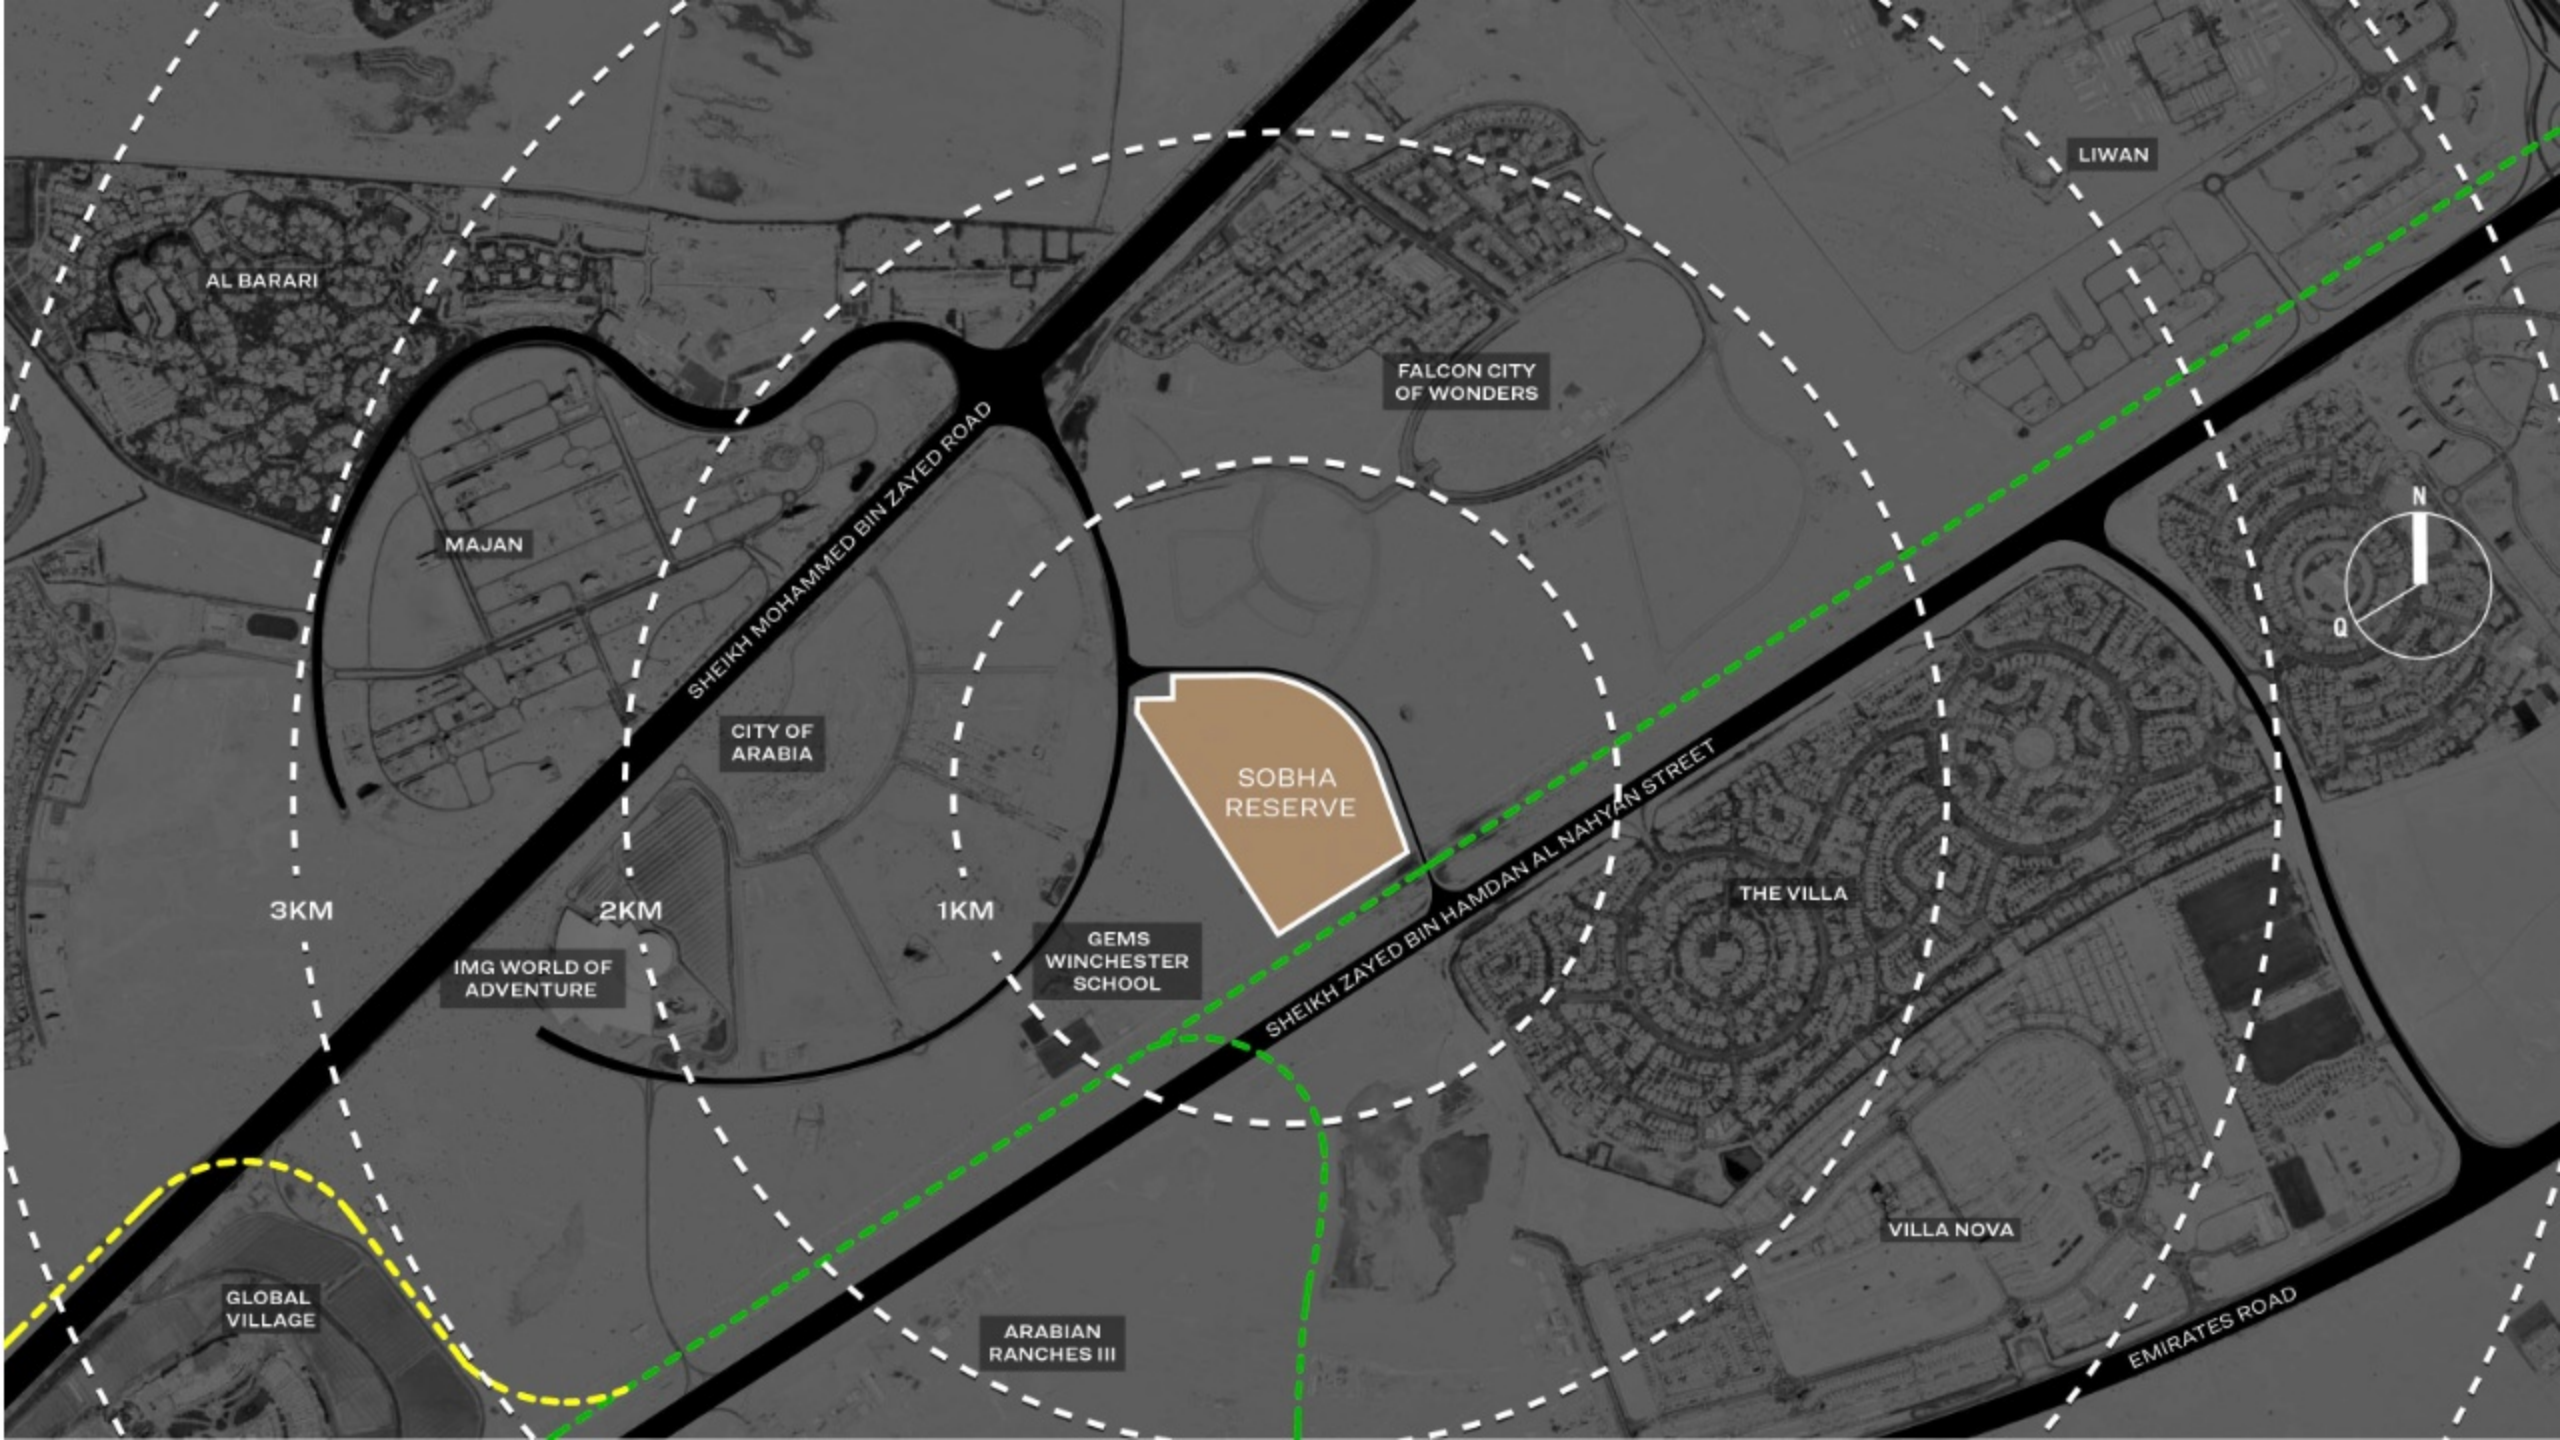 LIWAN
AL BARARI
FALCON CITY
OF WONDERS
N
Q
MAJAN
SHEIKH MOHAMMED BIN ZAYED ROAD
CITY OF
ARABIA
SOBHA
RESERVE
SHEIKH ZAYED BIN HAMDAN AL NAHYAN STREET
THE VILLA
3KM
2KM
1KM
GEMS
WINCHESTER
SCHOOL
IMG WORLD OF
ADVENTURE
VILLA NOVA
GLOBAL
VILLAGE
ARABIAN
RANCHES III
EMIRATES ROAD